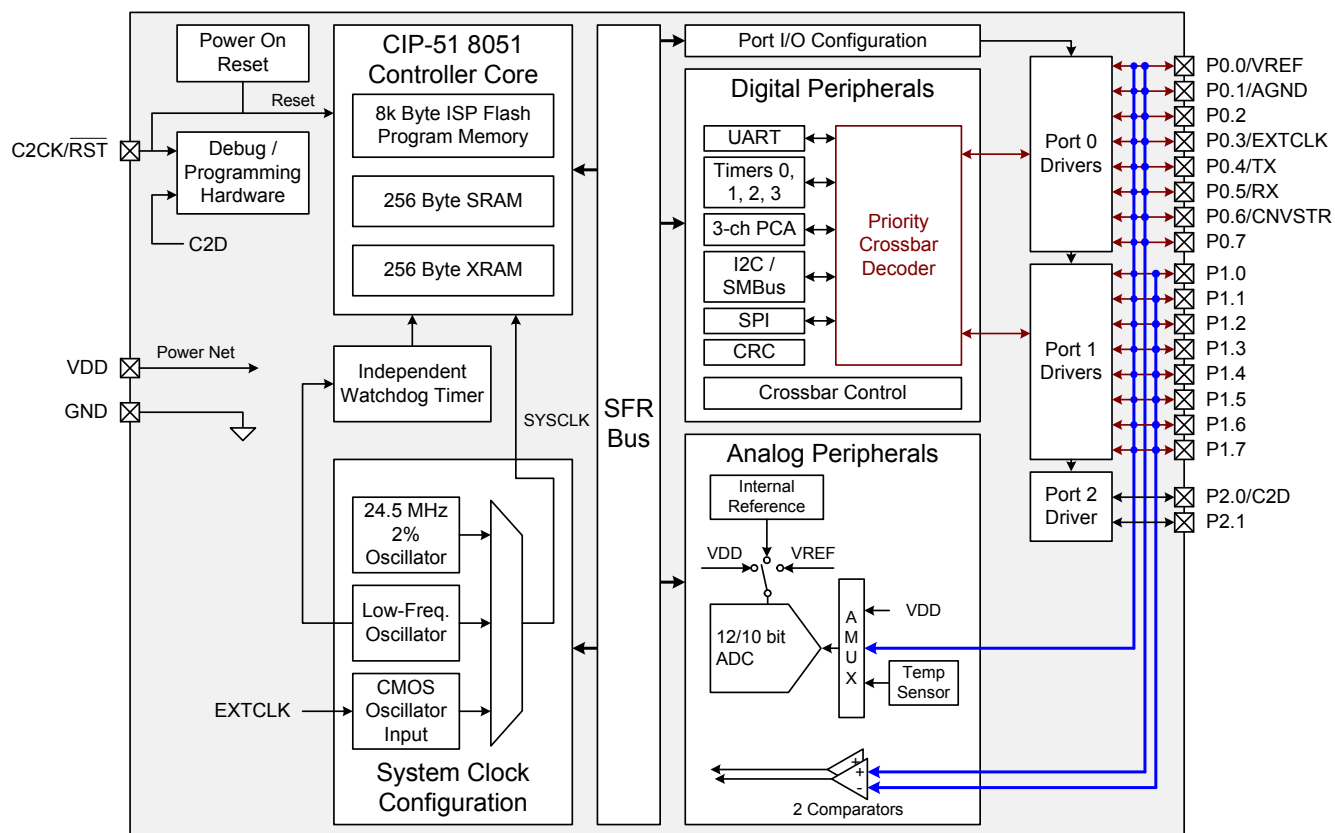 Power On
Reset
Reset
C2CK/RST
Debug /
Programming
Hardware
C2D
VDD
Power Net
GND
CIP-51 8051
Controller Core
8k Byte ISP Flash
Program Memory
256 Byte SRAM
256 Byte XRAM
Independent
Watchdog Timer
SYSCLK
24.5 MHz
2%
Oscillator
Low-Freq.
Oscillator
EXTCLK
CMOS
Oscillator
Input
System Clock
Configuration
SFR
Bus
Port I/O Configuration
Digital Peripherals
UART
Timers 0,
1, 2, 3
3-ch PCA
I2C /
SMBus
SPI
CRC
Priority
Crossbar
Decoder
Crossbar Control
Analog Peripherals
Internal
Reference
VDD
VREF
12/10 bit
ADC
A
M
U
X
VDD
Temp
Sensor
+
+
-
2 Comparators
Port 0
Drivers
Port 1
Drivers
Port 2
Driver
P0.0/VREF
P0.1/AGND
P0.2
P0.3/EXTCLK
P0.4/TX
P0.5/RX
P0.6/CNVSTR
P0.7
P1.0
P1.1
P1.2
P1.3
P1.4
P1.5
P1.6
P1.7
P2.0/C2D
P2.1